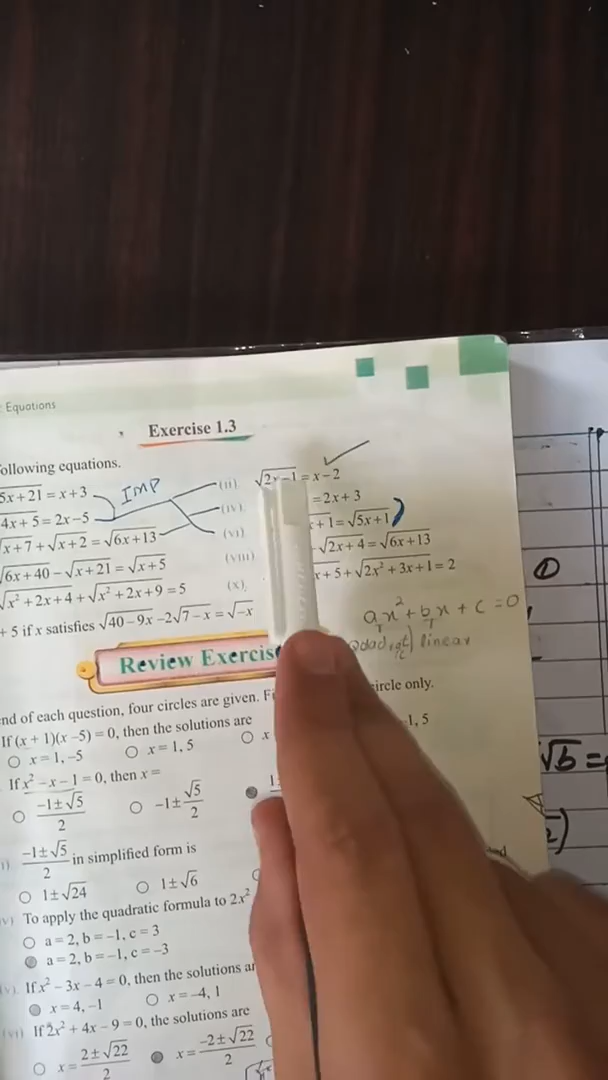 Equations
Exercise 1.3
following equations.
5x+21 = x+3 IMP (ii) √2x-1 = x-2
4x+5 = 2x-5 (iv) = 2x+3
√x+7 + √x+2 = √6x+13 (vi) x+1 = √5x+1
√6x+40 - √x+21 = √x+5 (viii) √2x+4 = √6x+13
√x²+2x+4 + √x²+2x+9 = 5 (x) x+5 + √2x²+3x+1 = 2
+ 5 if x satisfies √40-9x - 2√7-x = √-x
ax² + bx + c = 0
linear
Review Exercis
nd of each question, four circles are given. Fi ircle only.
If (x + 1)(x - 5) = 0, then the solutions are
x = 1, -5 x = 1, 5 x -1, 5
If x² - x - 1 = 0, then x =
-1±√5/2 -1±√5/2 1
-1±√5/2 in simplified form is
1±√24 1±√6
To apply the quadratic formula to 2x²
a = 2, b = -1, c = 3
a = 2, b = -1, c = -3
If x² - 3x - 4 = 0, then the solutions ar
x = 4, -1 x = -4, 1
(vi) If 2x² + 4x - 9 = 0, the solutions are
x = 2±√22/2 x = -2±√22/2
①
√b =